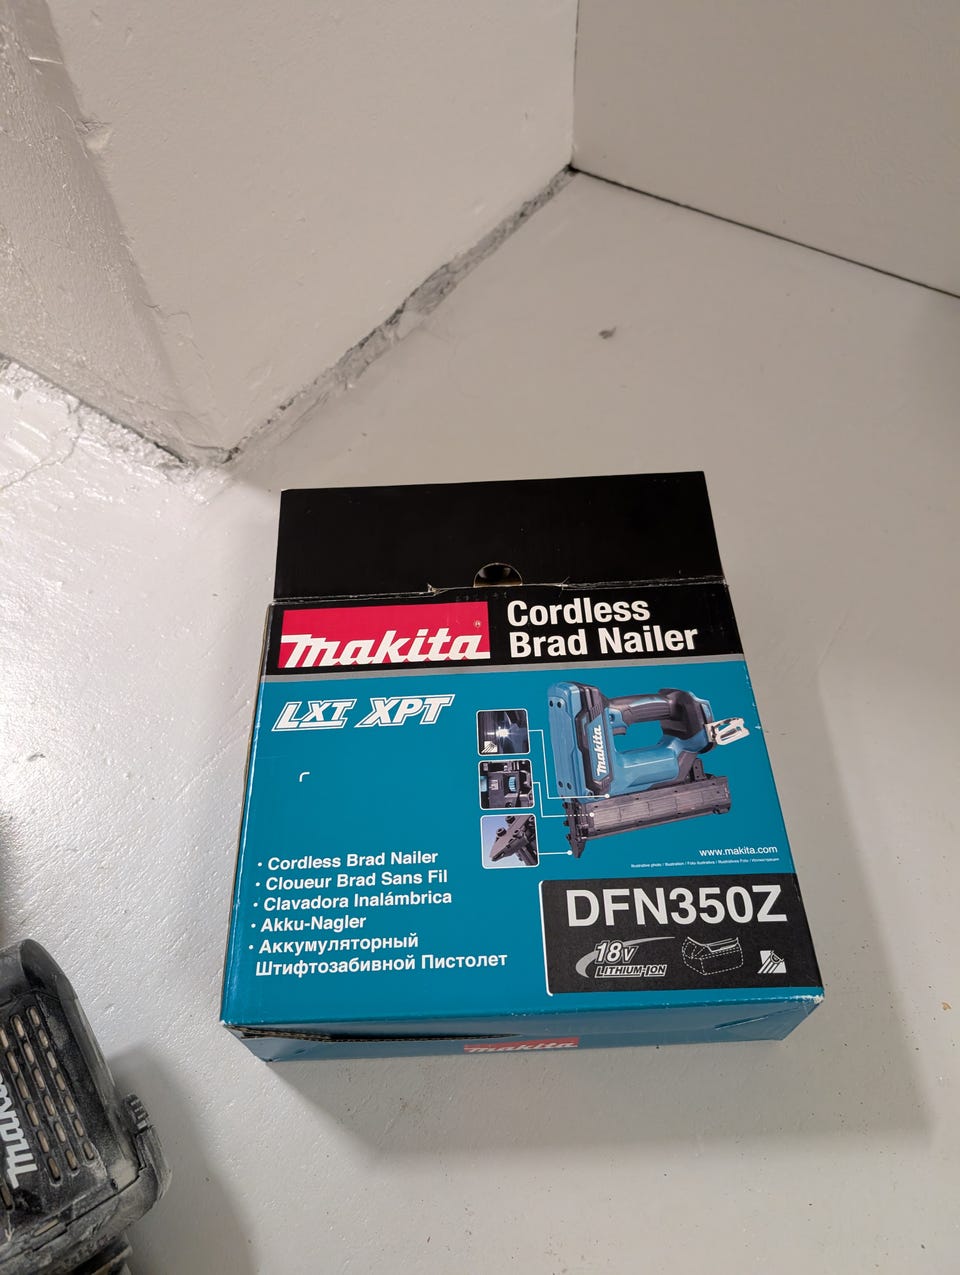 makita
Cordless
Brad Nailer
LXT XPT
makita
www.makita.com
• Cordless Brad Nailer
• Cloueur Brad Sans Fil
• Clavadora Inalámbrica
• Akku-Nagler
• Аккумуляторный
Штифтозабивной Пистолет
DFN350Z
18V
LITHIUM-ION
makita